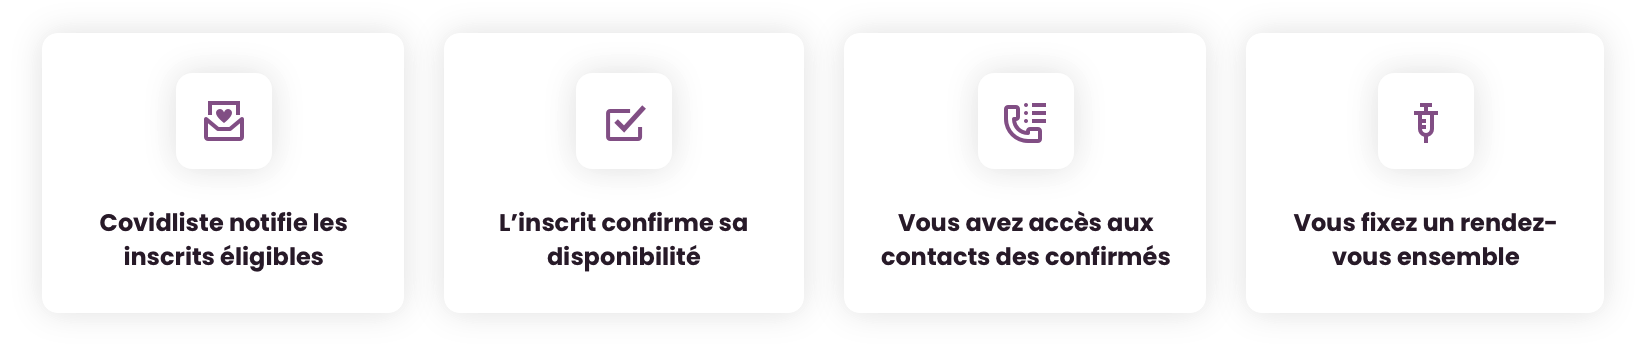 Covidliste notifie les
inscrits éligibles
L’inscrit confirme sa
disponibilité
Vous avez accès aux
contacts des confirmés
Vous fixez un rendez-
vous ensemble